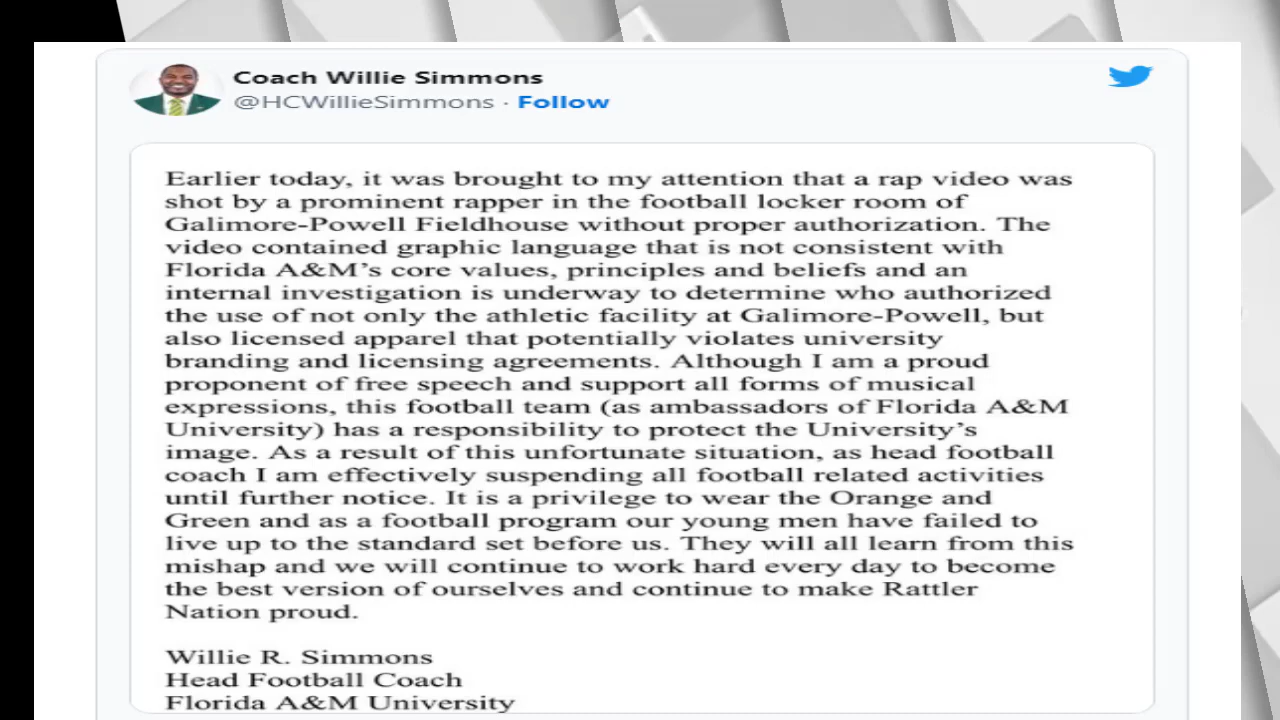 Coach Willie Simmons
@HCWillieSimmons · Follow
Earlier today, it was brought to my attention that a rap video was
shot by a prominent rapper in the football locker room of
Galimore-Powell Fieldhouse without proper authorization. The
video contained graphic language that is not consistent with
Florida A&M's core values, principles and beliefs and an
internal investigation is underway to determine who authorized
the use of not only the athletic facility at Galimore-Powell, but
also licensed apparel that potentially violates university
branding and licensing agreements. Although I am a proud
proponent of free speech and support all forms of musical
expressions, this football team (as ambassadors of Florida A&M
University) has a responsibility to protect the University's
image. As a result of this unfortunate situation, as head football
coach I am effectively suspending all football related activities
until further notice. It is a privilege to wear the Orange and
Green and as a football program our young men have failed to
live up to the standard set before us. They will all learn from this
mishap and we will continue to work hard every day to become
the best version of ourselves and continue to make Rattler
Nation proud.
Willie R. Simmons
Head Football Coach
Florida A&M University